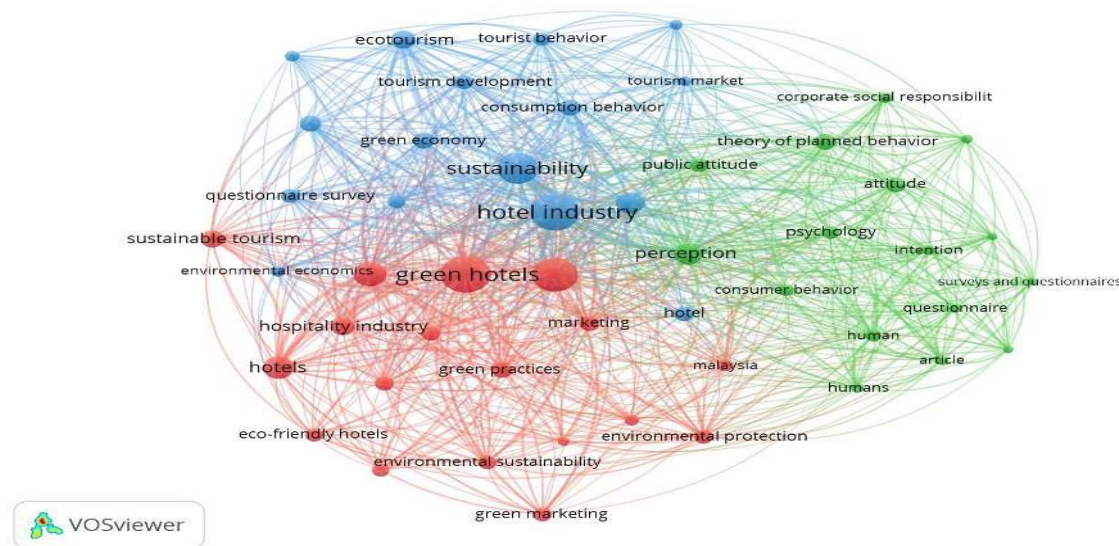 ecotourism
tourist behavior
tourism development
tourism market
corporate social responsibilit
consumption behavior
green economy
theory of planned behavior
sustainability
public attitude
attitude
questionnaire survey
hotel industry
sustainable tourism
psychology
intention
perception
environmental economics
green hotels
surveys and questionnaires
consumer behavior
questionnaire
hotel
hospitality industry
marketing
human
article
hotels
green practices
malaysia
humans
eco-friendly hotels
environmental protection
environmental sustainability
green marketing
VOSviewer